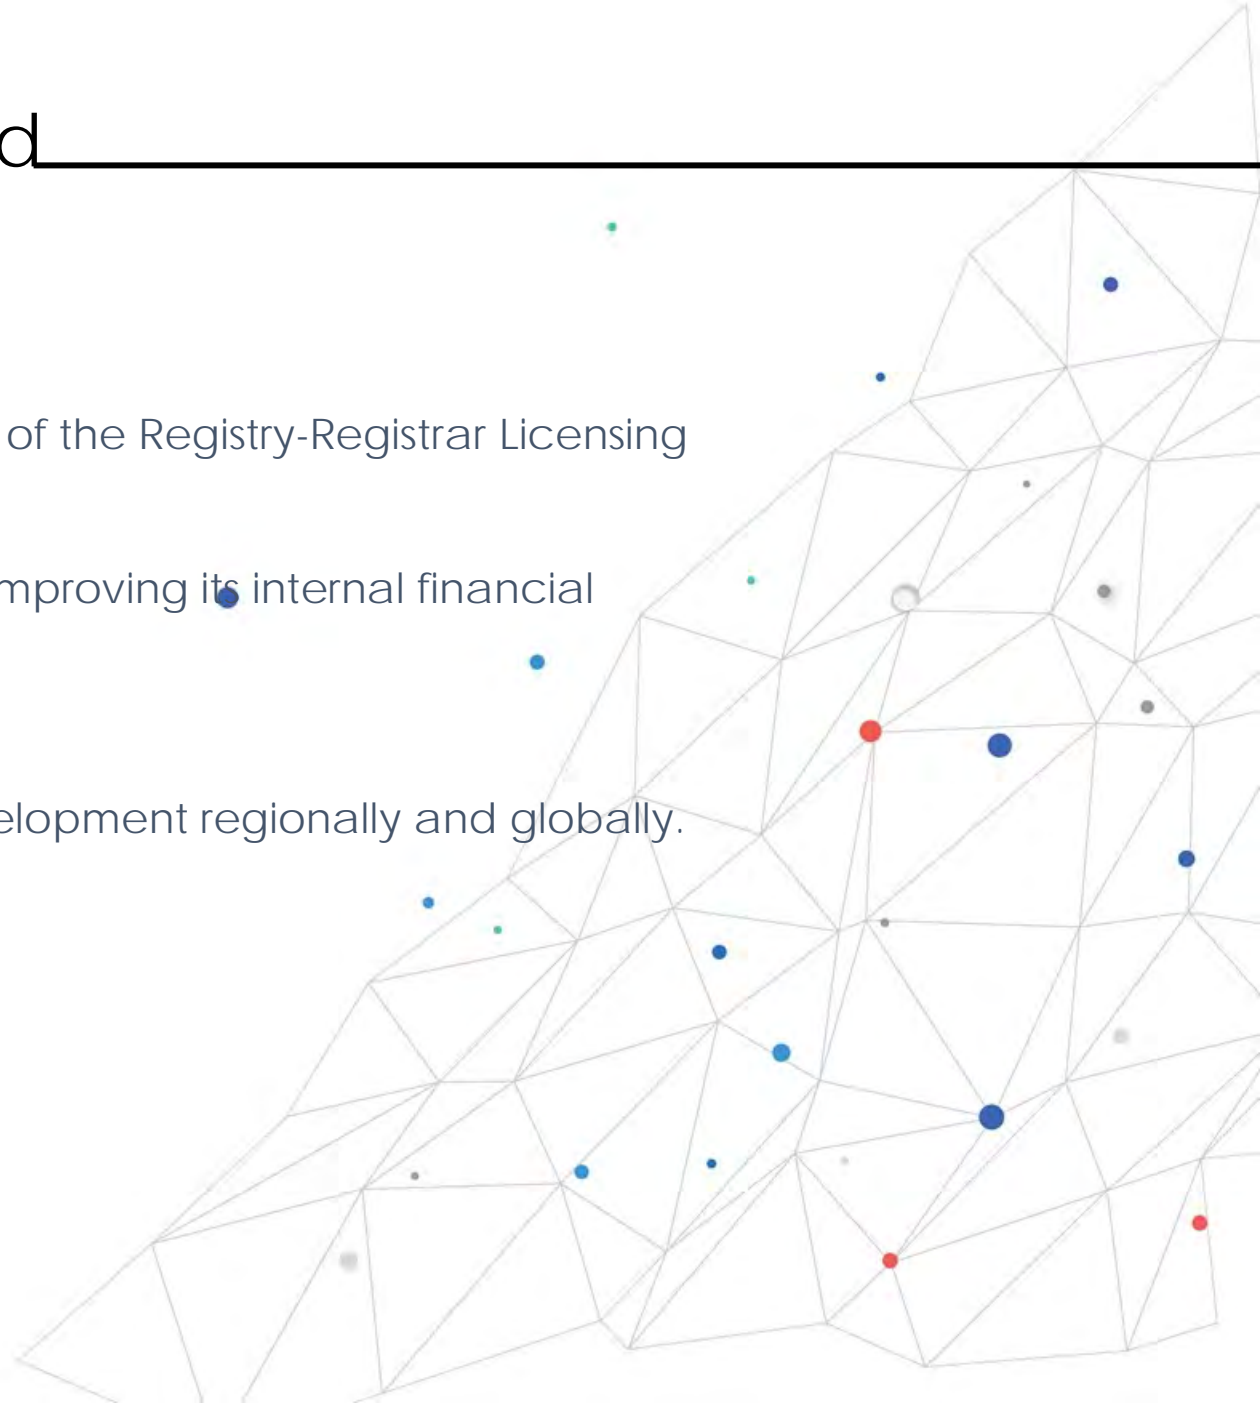 d
of the Registry-Registrar Licensing
mproving its internal financial
elopment regionally and globally.